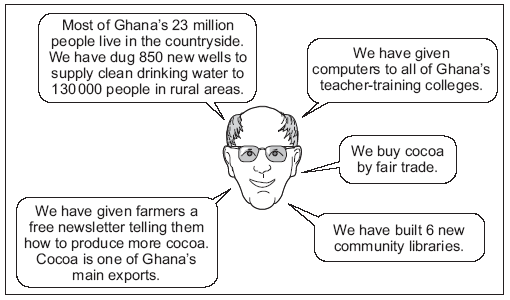 Most of Ghana's 23 million
people live in the countryside.
We have dug 850 new wells to
supply clean drinking water to
130 000 people in rural areas.
We have given
computers to all of Ghana's
teacher-training colleges.
We buy cocoa
by fair trade.
We have given farmers a
free newsletter telling them
how to produce more cocoa.
Cocoa is one of Ghana's
main exports.
We have built 6 new
community libraries.